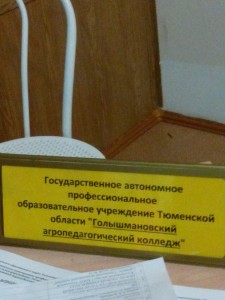 Государственное автономное
профессиональное
образовательное учреждение Тюменской
области "Голышмановский
агропедагогический колледж"